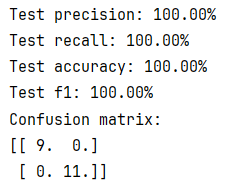 Test precision: 100.00%
Test recall: 100.00%
Test accuracy: 100.00%
Test f1: 100.00%
Confusion matrix:
[[ 9.  0.]
 [ 0. 11.]]